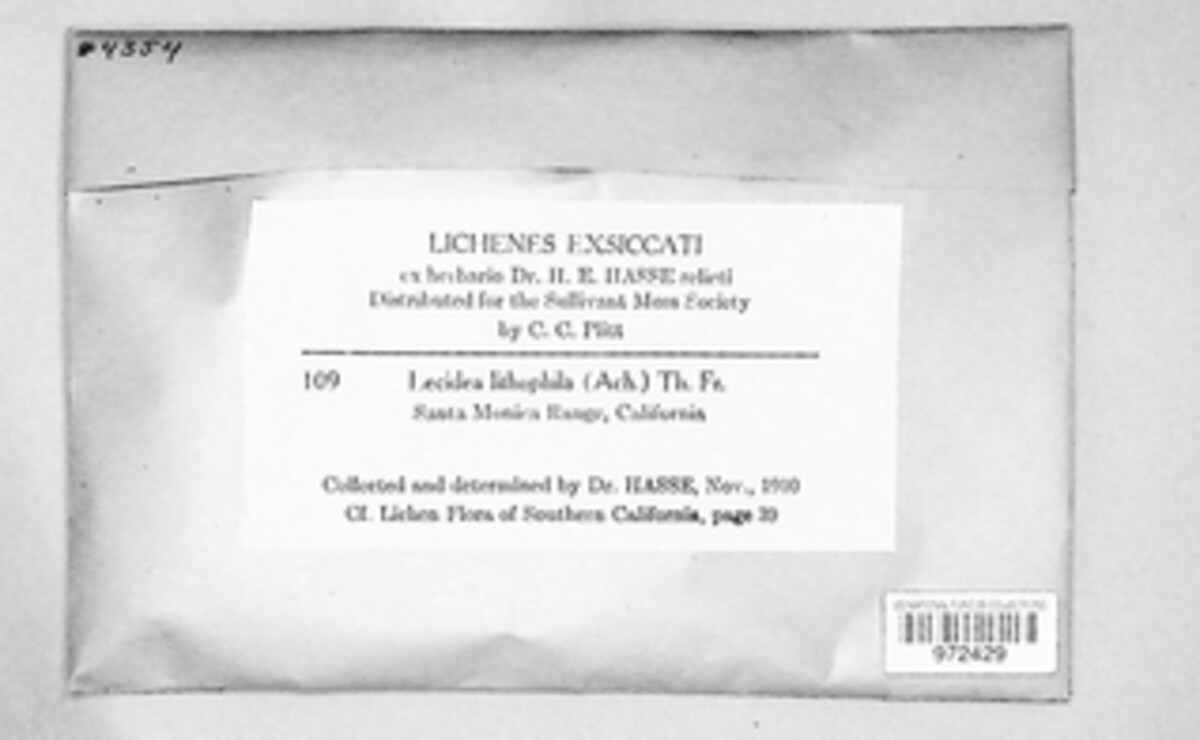 #4354
LICHENES EXSICCATI
ex herbario Dr. H. E. HASSE relicti
Distributed for the Sullivant Moss Society
by C. C. Plitt
109 Lecidea lithophila (Ach.) Th. Fr.
Santa Monica Range, California
Collected and determined by Dr. HASSE, Nov., 1910
Cf. Lichen Flora of Southern California, page 39
972429